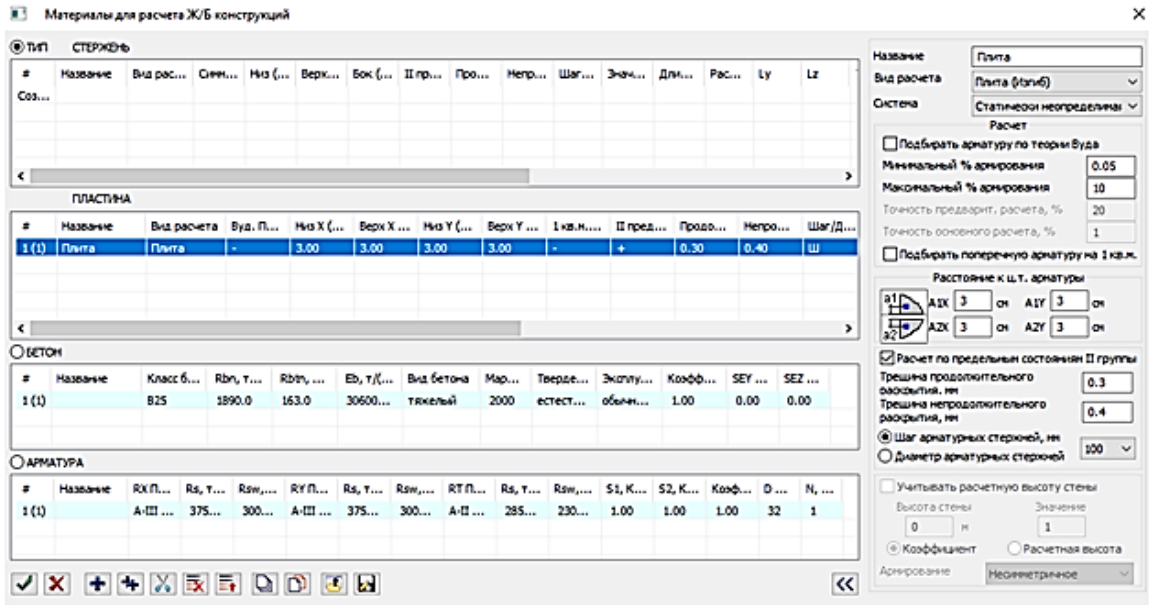 Материалы для расчета Ж/Б конструкций
ТИП СТЕРЖЕНЬ
# Название Вид рас... Симм... Низ (... Верх... Бок (... II пр... Про... Непр... Шаг... Знач... Длин... Рас... Ly Lz
Соз...
ПЛАСТИНА
# Название Вид расчета Вуд. П... Низ X (... Верх X ... Низ Y (... Верх Y ... 1 кв.м.... II пред... Продо... Непро... Шаг/Д...
1 (1) Плита Плита - 3.00 3.00 3.00 3.00 - + 0.30 0.40 Ш
БЕТОН
# Название Класс б... Rbn, т... Rbtn, ... Eb, т/(... Вид бетона Мар... Тверде... Эксплу... Коэфф... SEY ... SEZ ...
1 (1) B25 1890.0 163.0 30600... тяжелый 2000 естест... обычн... 1.00 0.00 0.00
АРМАТУРА
# Название RX П... Rs, т... Rsw,... RY П... Rs, т... Rsw,... RT П... Rs, т... Rsw,... S1, К... S2, К... Коэф... D ... N, ...
1 (1) A-III ... 375... 300... A-III ... 375... 300... A-II ... 285... 230... 1.00 1.00 1.00 32 1
Название Плита
Вид расчета Плита (Изгиб)
Система Статически неопределимая
Расчет
Подбирать арматуру по теории Вуда
Минимальный % армирования 0.05
Максимальный % армирования 10
Точность предварит. расчета, % 20
Точность основного расчета, % 1
Подбирать поперечную арматуру на 1 кв.м.
Расстояние к ц.т. арматуры
a1 A1X 3 см A1Y 3 см
a2 A2X 3 см A2Y 3 см
Расчет по предельным состояниям II группы
Трещина продолжительного
раскрытия, мм 0.3
Трещина непродолжительного
раскрытия, мм 0.4
Шаг арматурных стержней, мм 100
Диаметр арматурных стержней
Учитывать расчетную высоту стены
Высота стены Значение
0 м 1
Коэффициент Расчетная высота
Армирование Несимметричное